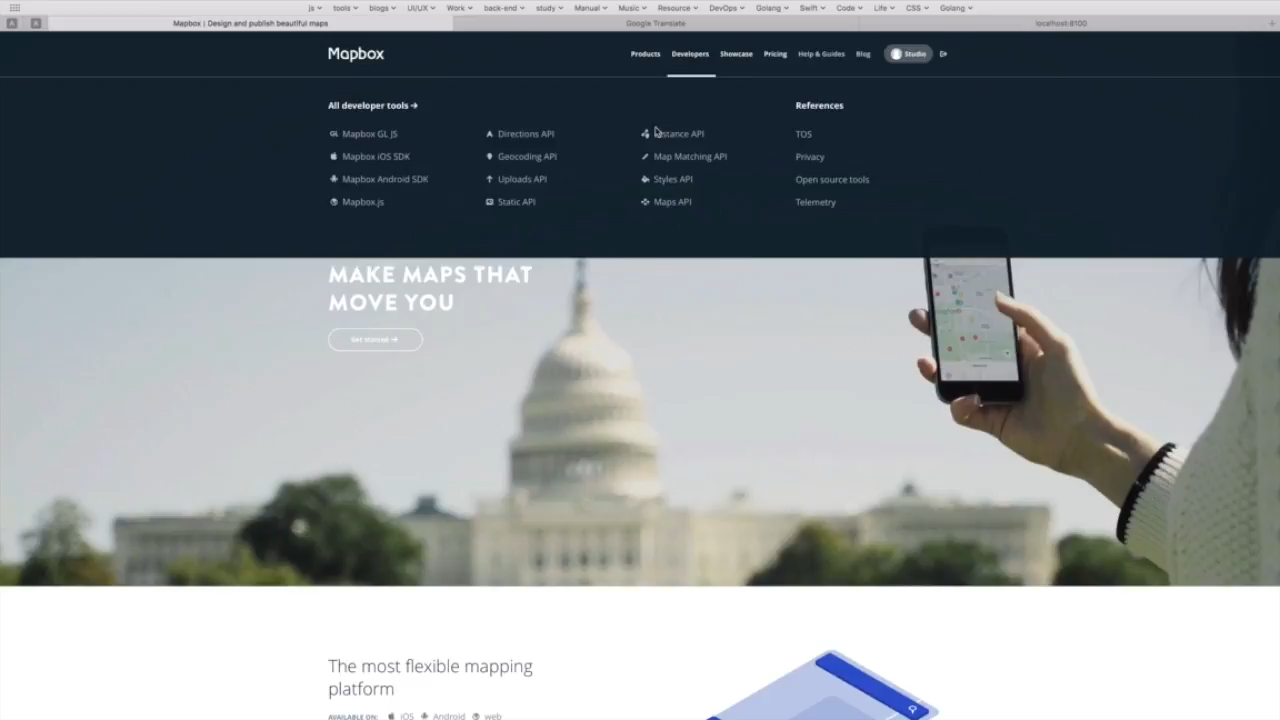 js tools blogs UI/UX Work back-end study Manual Music Resource DevOps Golang Swift Code Life CSS Golang
A A Mapbox | Design and publish beautiful maps Google Translate localhost:8100 +
Mapbox Products Developers Showcase Pricing Help & Guides Blog Studio
All developer tools → References
GL Mapbox GL JS Directions API Distance API TOS
Mapbox iOS SDK Geocoding API Map Matching API Privacy
Mapbox Android SDK Uploads API Styles API Open source tools
Mapbox.js Static API Maps API Telemetry
MAKE MAPS THAT
MOVE YOU
Get started →
The most flexible mapping
platform
AVAILABLE ON: iOS Android web